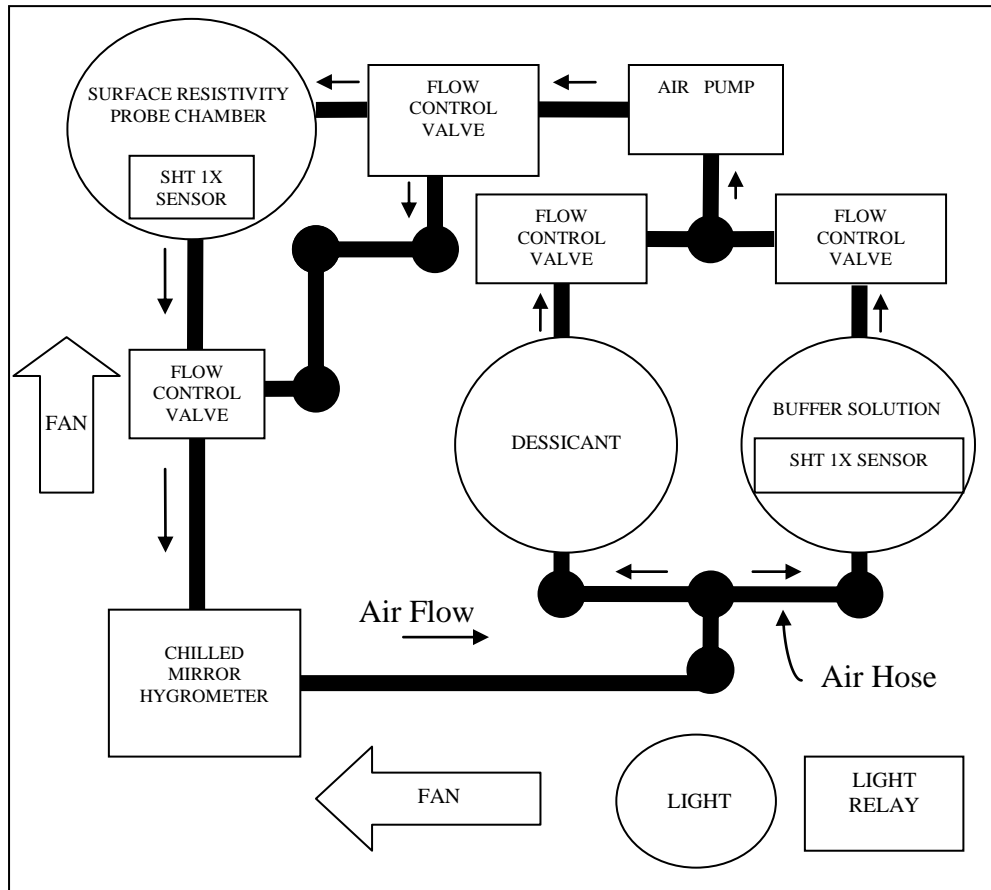 SURFACE RESISTIVITY
PROBE CHAMBER
SHT 1X
SENSOR
FLOW
CONTROL
VALVE
AIR PUMP
FLOW
CONTROL
VALVE
FLOW
CONTROL
VALVE
FAN
FLOW
CONTROL
VALVE
DESSICANT
BUFFER SOLUTION
SHT 1X SENSOR
CHILLED
MIRROR
HYGROMETER
Air Flow
Air Hose
FAN
LIGHT
LIGHT
RELAY